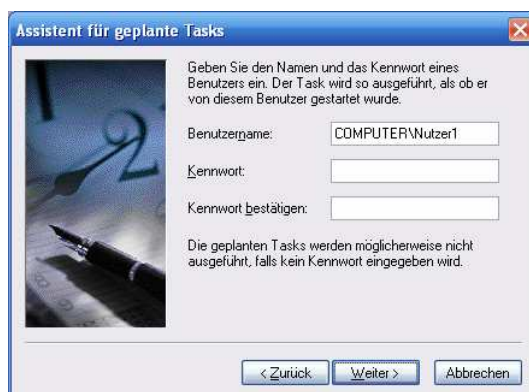 Assistent für geplante Tasks
Geben Sie den Namen und das Kennwort eines
Benutzers ein. Der Task wird so ausgeführt, als ob er
von diesem Benutzer gestartet wurde.
Benutzername: COMPUTER\Nutzer1
Kennwort:
Kennwort bestätigen:
Die geplanten Tasks werden möglicherweise nicht
ausgeführt, falls kein Kennwort eingegeben wird.
< Zurück Weiter > Abbrechen